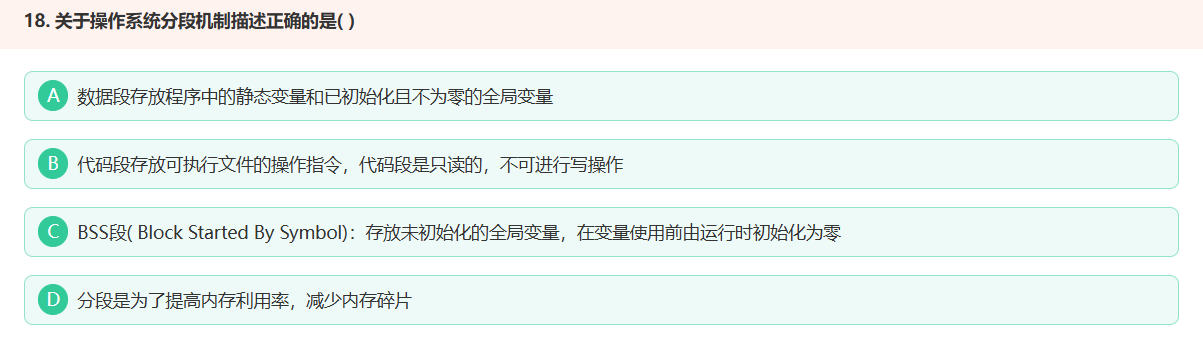 18. 关于操作系统分段机制描述正确的是( )
A 数据段存放程序中的静态变量和已初始化且不为零的全局变量
B 代码段存放可执行文件的操作指令，代码段是只读的，不可进行写操作
C BSS段( Block Started By Symbol)：存放未初始化的全局变量，在变量使用前由运行时初始化为零
D 分段是为了提高内存利用率，减少内存碎片